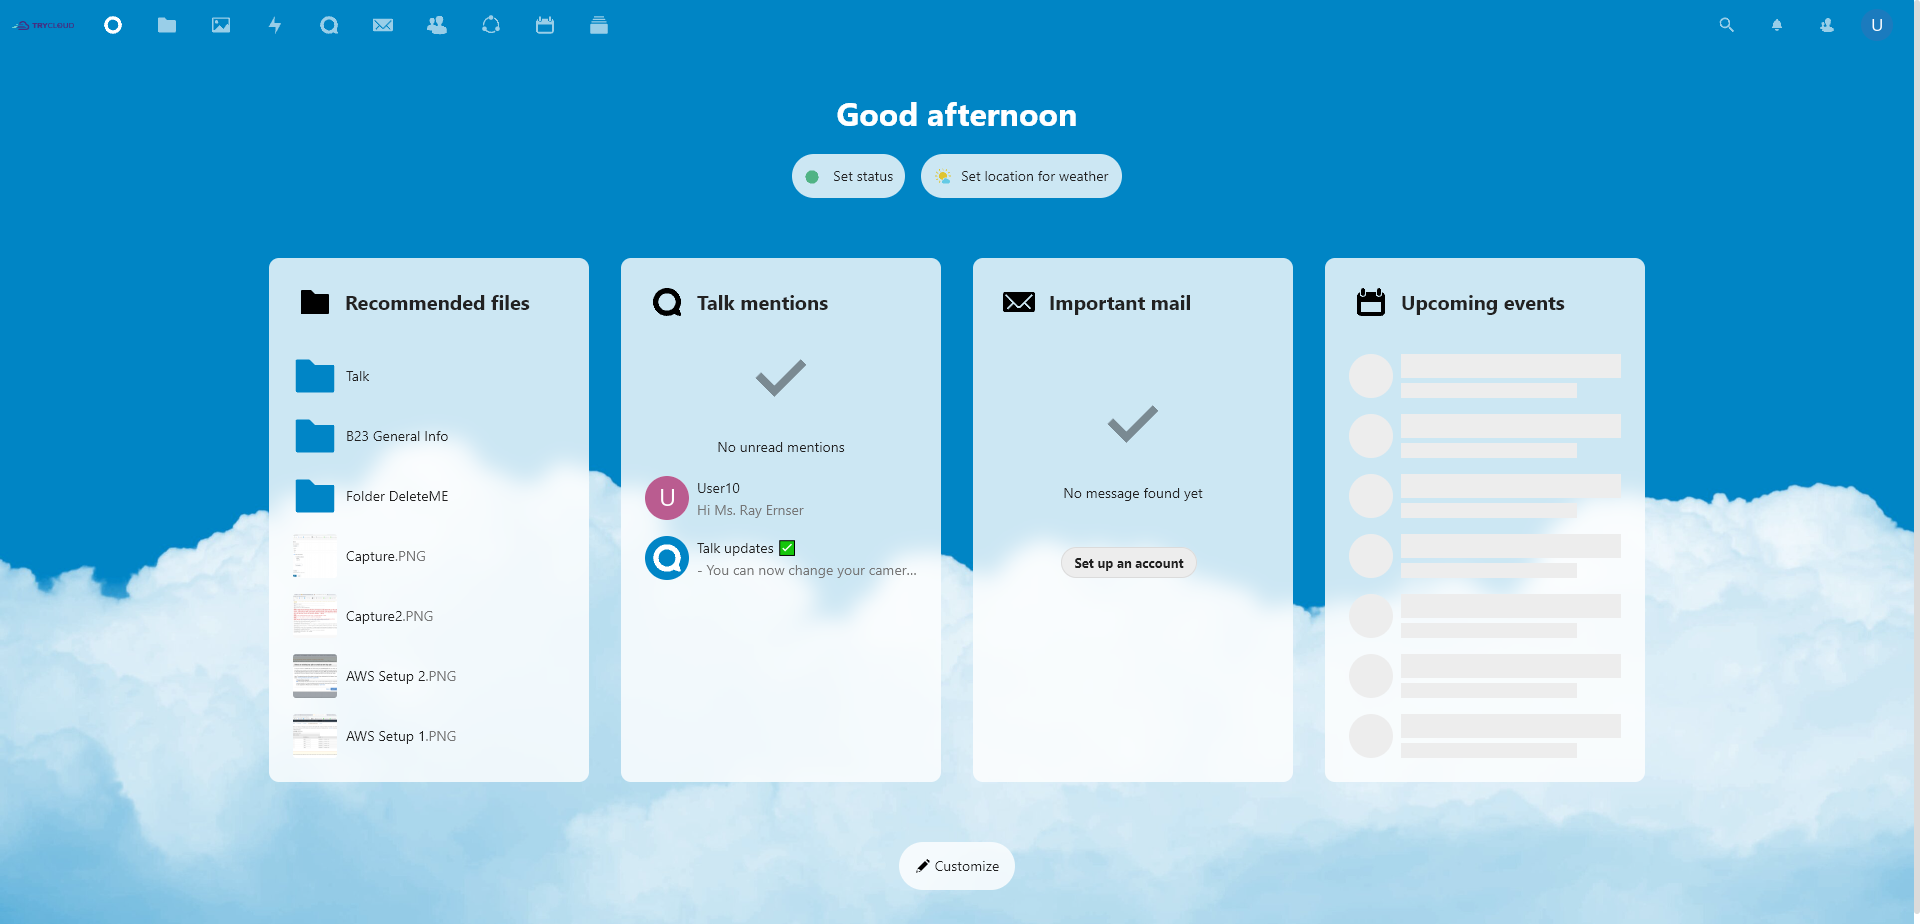 TRYCLOUD
U
Good afternoon
Set status
Set location for weather
Recommended files
Talk
B23 General Info
Folder DeleteME
Capture.PNG
Capture2.PNG
AWS Setup 2.PNG
AWS Setup 1.PNG
Talk mentions
No unread mentions
U
User10
Hi Ms. Ray Ernser
Talk updates ✅
- You can now change your camer...
Important mail
No message found yet
Set up an account
Upcoming events
Customize